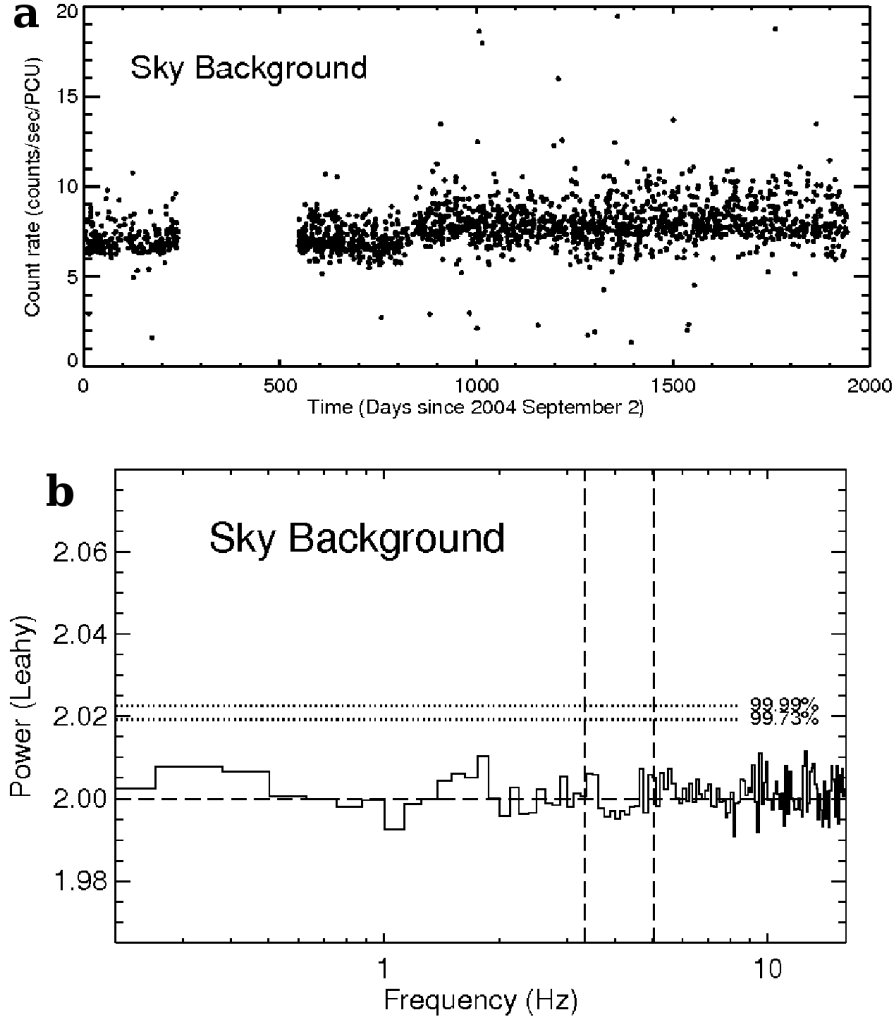 a
20
Sky Background
15
10
5
0
Count rate (counts/sec/PCU)
0 500 1000 1500 2000
Time (Days since 2004 September 2)
b
Sky Background
2.06
2.04
99.99%
2.02 99.73%
2.00
1.98
Power (Leahy)
1 10
Frequency (Hz)